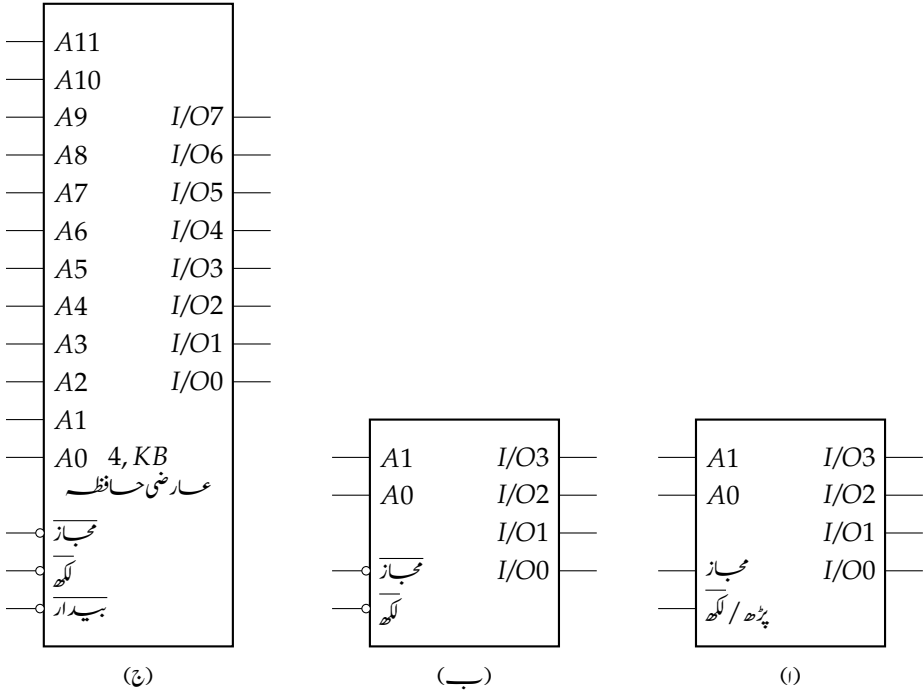 A11
A10
A9 I/O7
A8 I/O6
A7 I/O5
A6 I/O4
A5 I/O3
A4 I/O2
A3 I/O1
A2 I/O0
A1
A0 4, KB
عارضی حافظہ
مجاز
لکھ
بیدار
(ج)
A1 I/O3
A0 I/O2
I/O1
مجاز I/O0
لکھ
(ب)
A1 I/O3
A0 I/O2
I/O1
مجاز I/O0
پڑھ / لکھ
(ا)